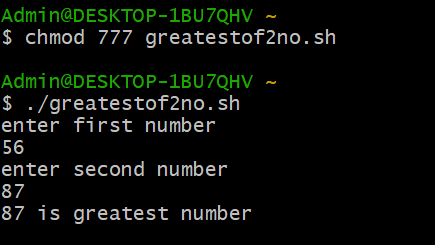 Admin@DESKTOP-1BU7QHV ~
$ chmod 777 greatestof2no.sh
Admin@DESKTOP-1BU7QHV ~
$ ./greatestof2no.sh
enter first number
56
enter second number
87
87 is greatest number